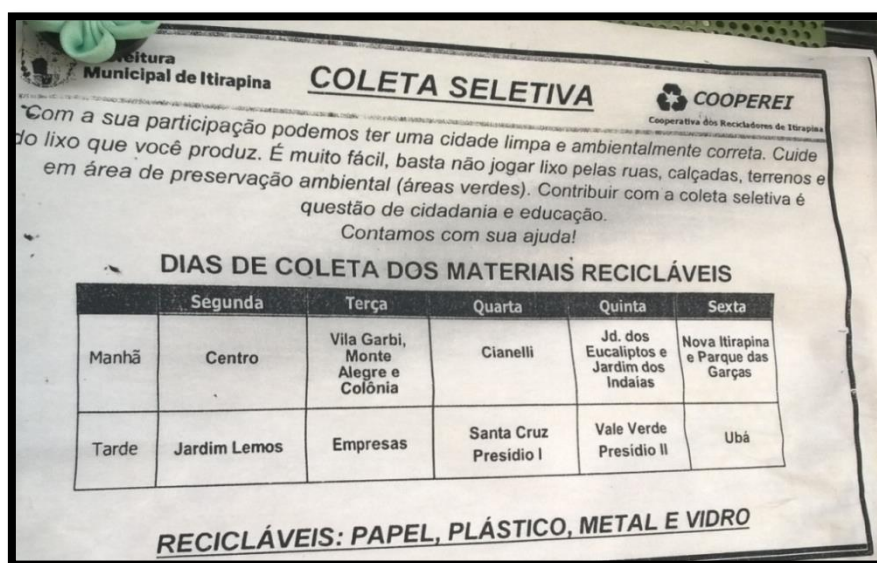 Municipal de Itirapina
COLETA SELETIVA
COOPEREI
Cooperativa dos Recicladores de Itirapina
Com a sua participação podemos ter uma cidade limpa e ambientalmente correta. Cuide
do lixo que você produz. É muito fácil, basta não jogar lixo pelas ruas, calçadas, terrenos e
em área de preservação ambiental (áreas verdes). Contribuir com a coleta seletiva é
questão de cidadania e educação.
Contamos com sua ajuda!
DIAS DE COLETA DOS MATERIAIS RECICLÁVEIS
Segunda Terça Quarta Quinta Sexta
Manhã
Centro
Vila Garbi,
Monte
Alegre e
Colônia
Cianelli
Jd. dos
Eucaliptos e
Jardim dos
Indaias
Nova Itirapina
e Parque das
Garças
Tarde
Jardim Lemos
Empresas
Santa Cruz
Presídio I
Vale Verde
Presidio II
Ubá
RECICLÁVEIS: PAPEL, PLÁSTICO, METAL E VIDRO